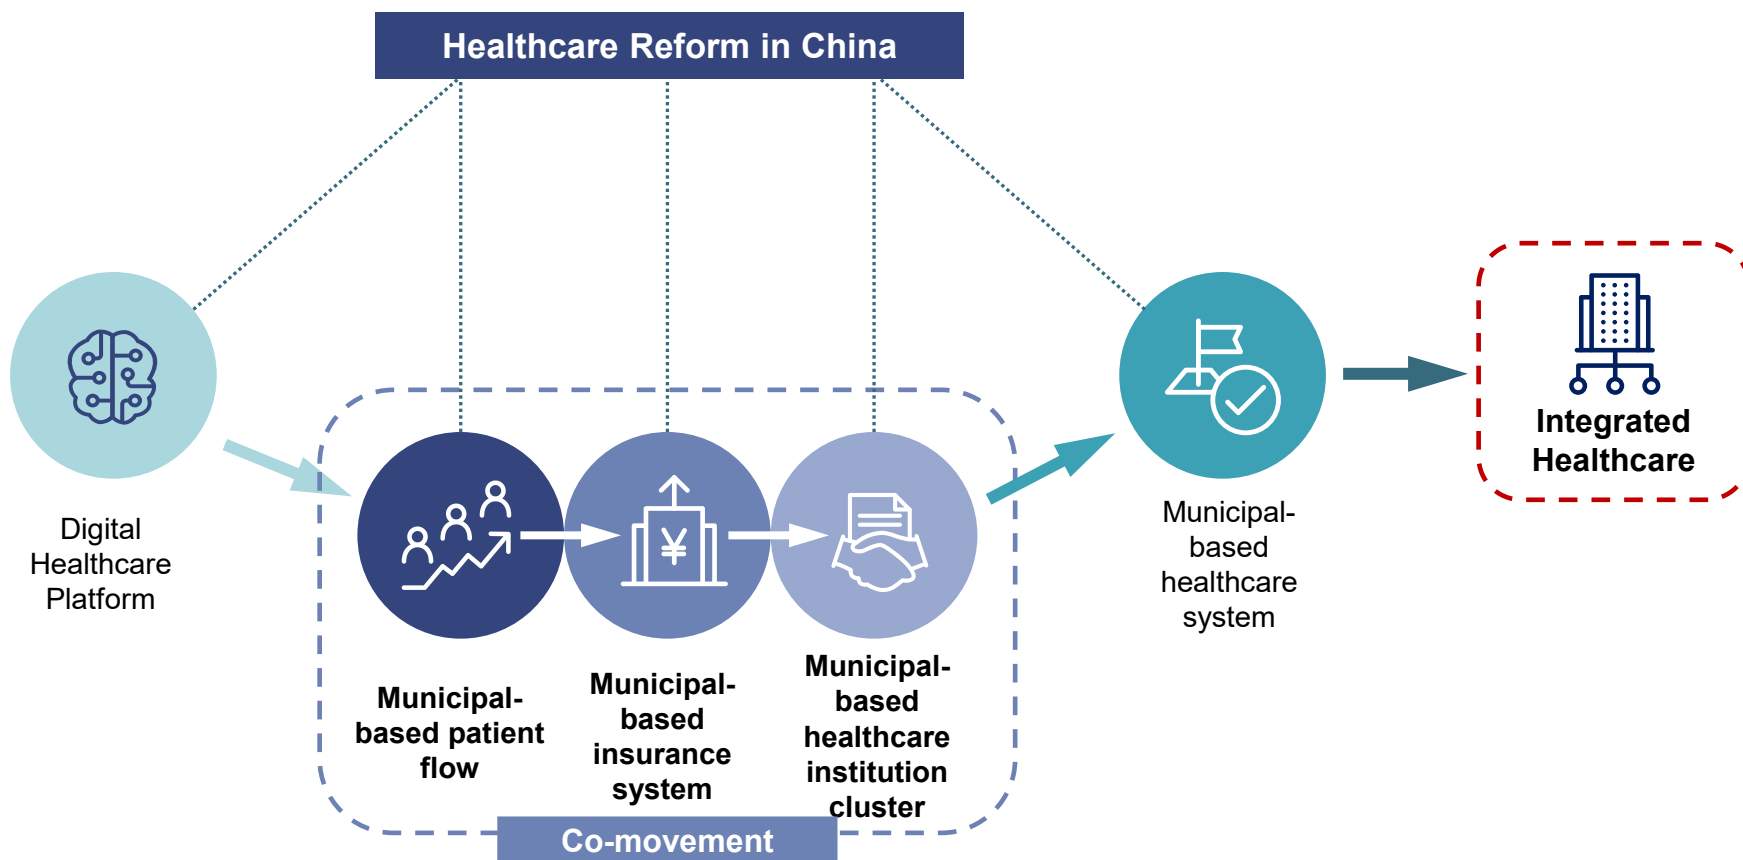 Healthcare Reform in China
Digital
Healthcare
Platform
¥
Municipal-
based patient
flow
Municipal-
based
insurance
system
Municipal-
based
healthcare
institution
cluster
Co-movement
Municipal-
based
healthcare
system
Integrated
Healthcare